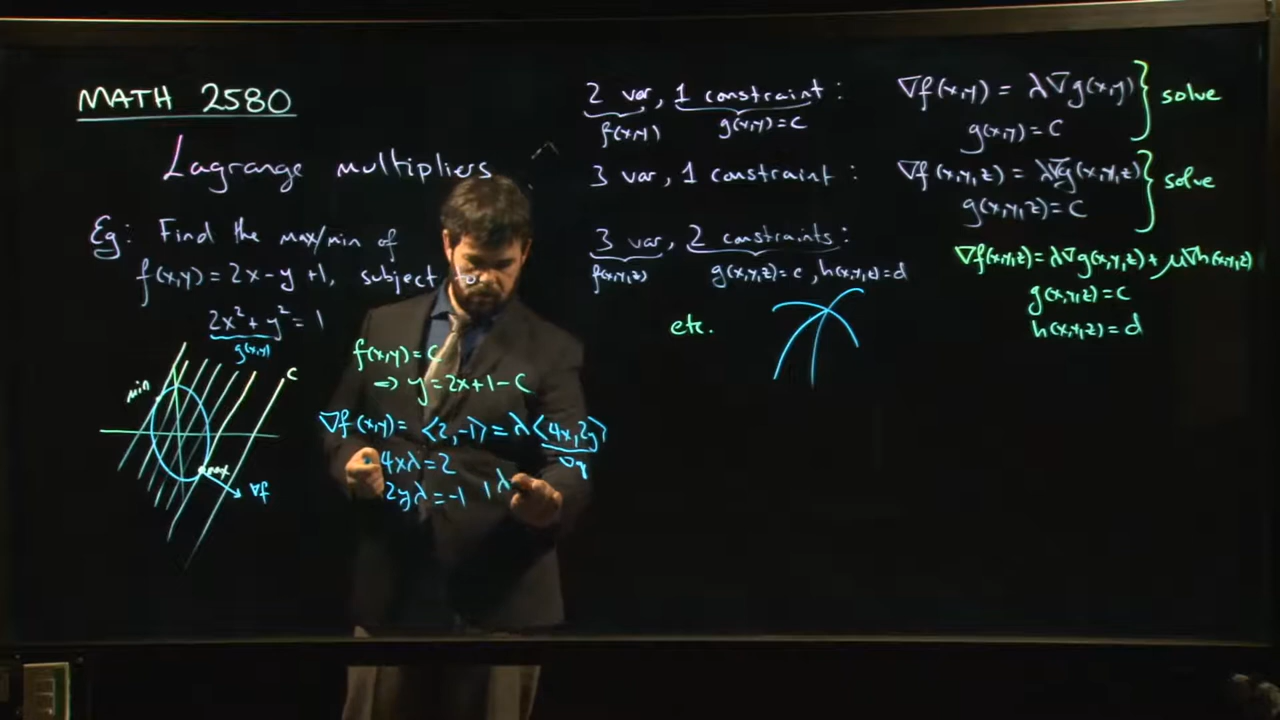 MATH 2580
Lagrange multipliers
Eg: Find the max/min of
f(x,y) = 2x - y + 1, subject to
2x² + y² = 1
g(x,y)
min
max
∇f
C
f(x,y) = C
⇒ y = 2x + 1 - C
∇f(x,y) = <2,-1> = λ<4x,2y>
∇g
4xλ = 2
2yλ = -1
λ
2 var, 1 constraint :
f(x,y) g(x,y) = C
3 var, 1 constraint :
3 var, 2 constraints :
f(x,y,z) g(x,y,z) = c , h(x,y,z) = d
etc.
∇f(x,y) = λ∇g(x,y)
g(x,y) = C
} solve
∇f(x,y,z) = λ∇g(x,y,z)
g(x,y,z) = C
} solve
∇f(x,y,z) = λ∇g(x,y,z) + μ∇h(x,y,z)
g(x,y,z) = c
h(x,y,z) = d